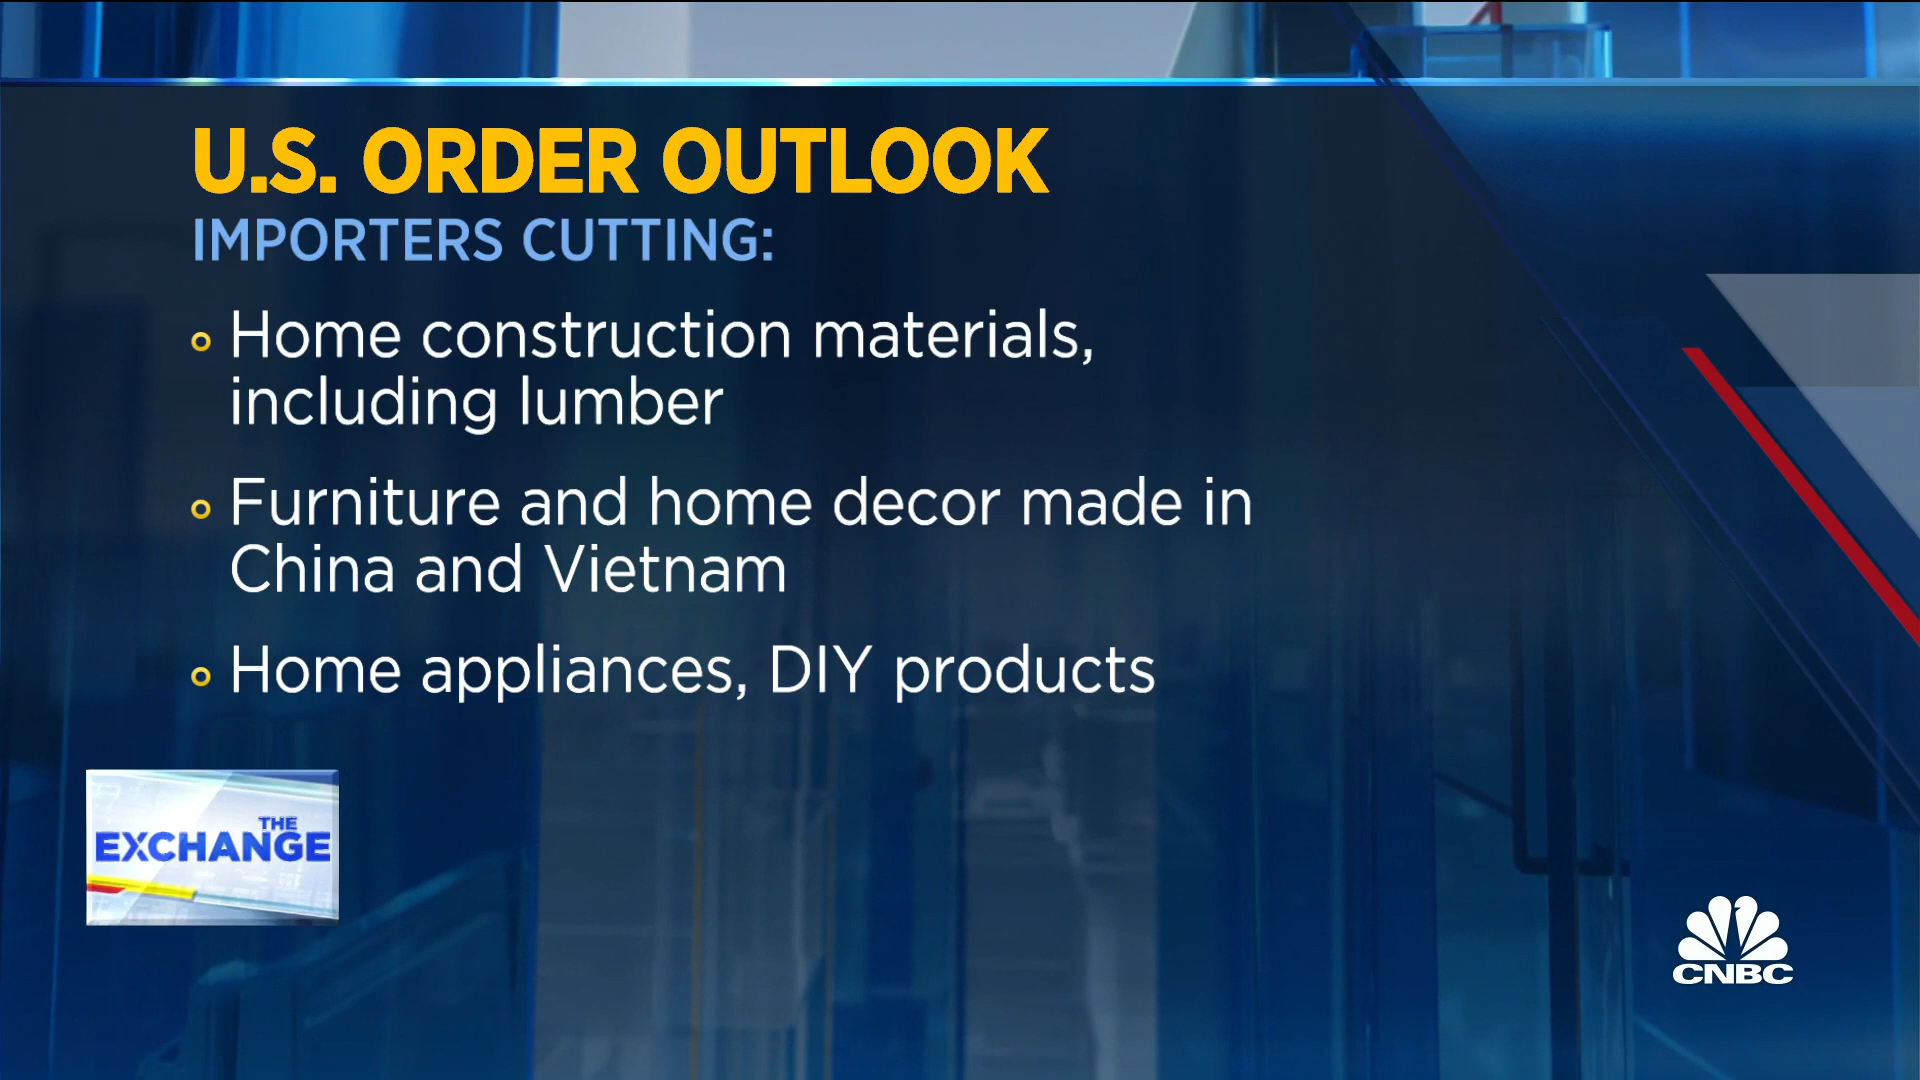 U.S. ORDER OUTLOOK
IMPORTERS CUTTING:
Home construction materials,
including lumber
Furniture and home decor made in
China and Vietnam
Home appliances, DIY products
THE
EXCHANGE
CNBC